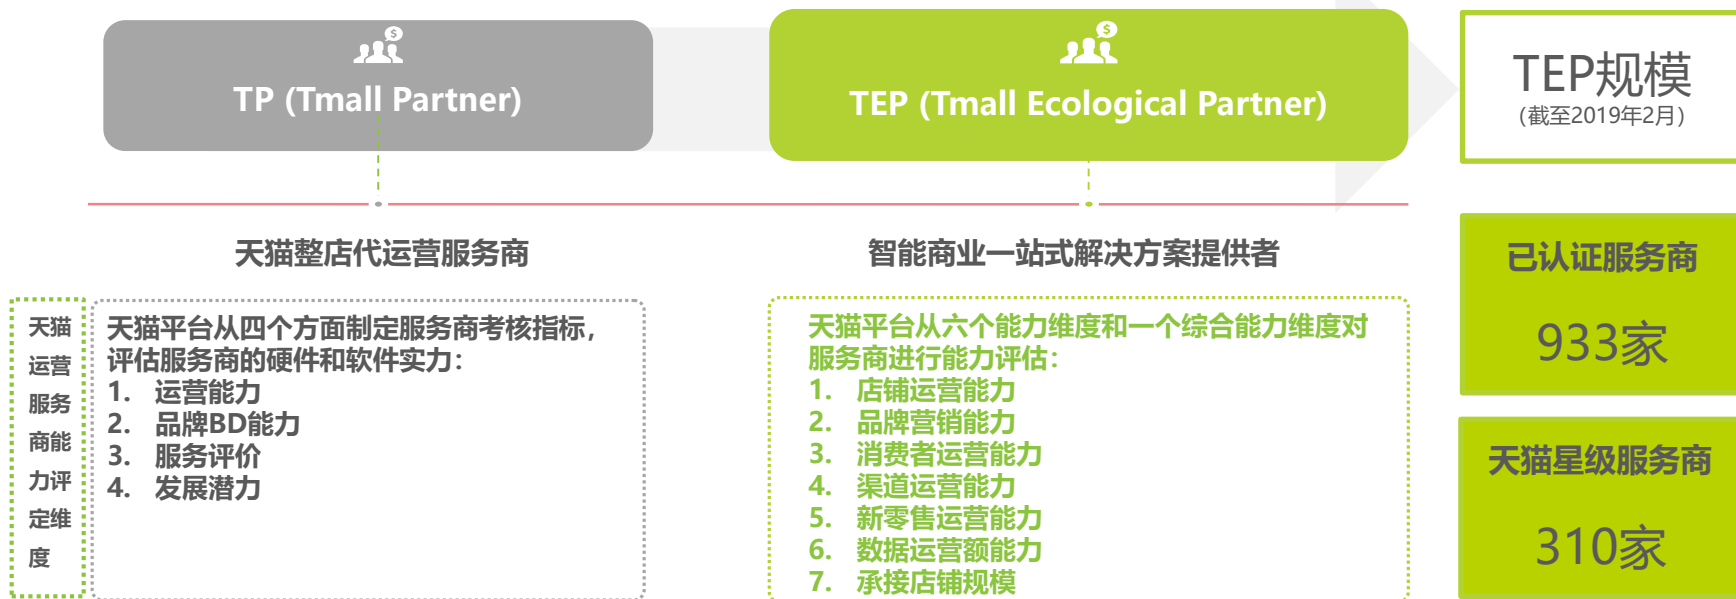 TP (Tmall Partner)
TEP (Tmall Ecological Partner)
TEP规模
(截至2019年2月)
天猫整店代运营服务商
智能商业一站式解决方案提供者
已认证服务商
933家
天猫星级服务商
310家
天猫
运营
服务
商能
力评
定维
度
天猫平台从四个方面制定服务商考核指标，
评估服务商的硬件和软件实力：
1. 运营能力
2. 品牌BD能力
3. 服务评价
4. 发展潜力
天猫平台从六个能力维度和一个综合能力维度对
服务商进行能力评估：
1. 店铺运营能力
2. 品牌营销能力
3. 消费者运营能力
4. 渠道运营能力
5. 新零售运营能力
6. 数据运营额能力
7. 承接店铺规模